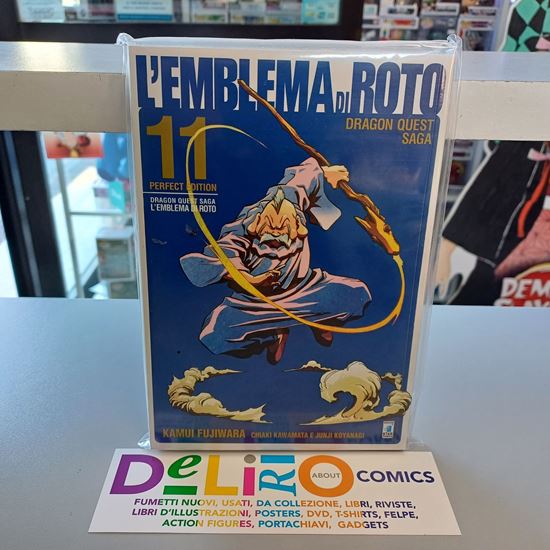 L'EMBLEMA DI ROTO
DRAGON QUEST
SAGA
11
PERFECT EDITION
DRAGON QUEST SAGA
L'EMBLEMA DI ROTO
KAMUI FUJIWARA CHIAKI KAWAMATA E JUNJI KOYANAGI
DELIRIO ABOUT COMICS
FUMETTI NUOVI, USATI, DA COLLEZIONE, LIBRI, RIVISTE,
LIBRI D'ILLUSTRAZIONI, POSTERS, DVD, T-SHIRTS, FELPE,
ACTION FIGURES, PORTACHIAVI, GADGETS
DEM